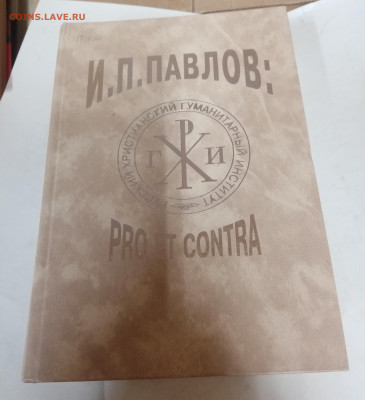 COINS.LAVE.RU
И.П.ПАВЛОВ:
ХРИСТИАНСКИЙ ГУМАНИТАРНЫЙ ИНСТИТУТ
Г И
PRO ET CONTRA